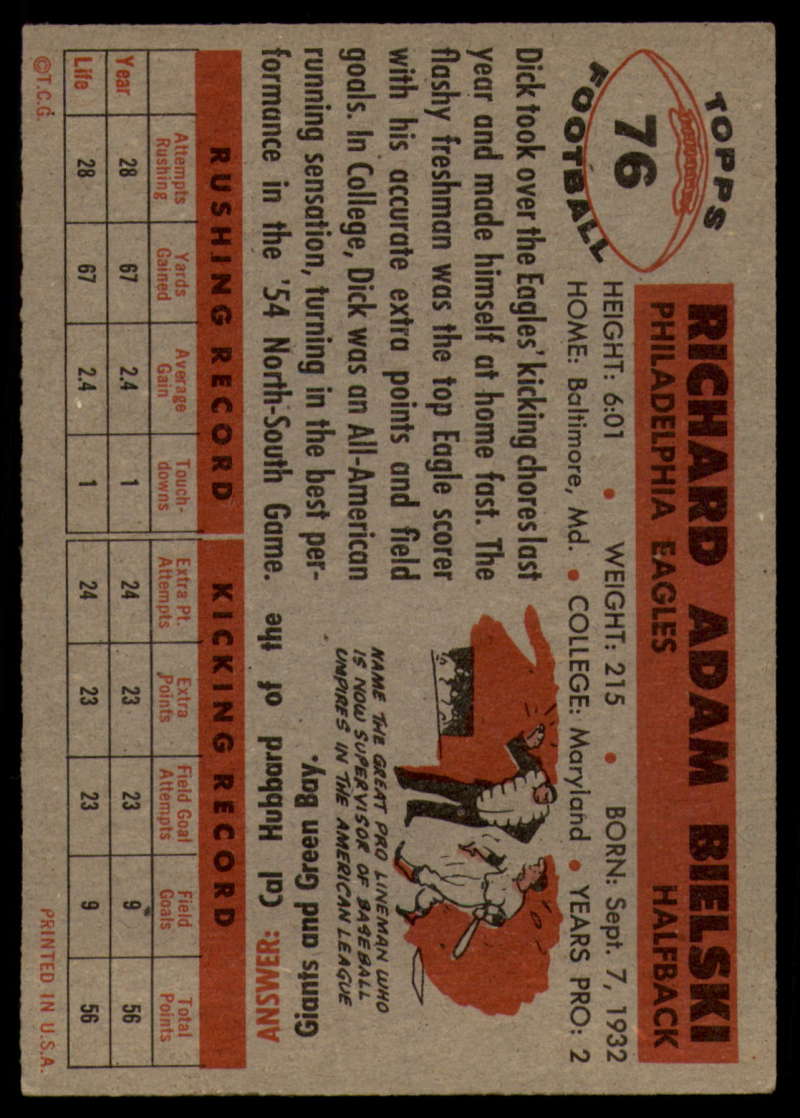 TOPPS
76
FOOTBALL
RICHARD ADAM BIELSKI
PHILADELPHIA EAGLES HALFBACK
HEIGHT: 6:01 • WEIGHT: 215 • BORN: Sept. 7, 1932
HOME: Baltimore, Md. • COLLEGE: Maryland • YEARS PRO: 2
Dick took over the Eagles' kicking chores last
year and made himself at home fast. The
flashy freshman was the top Eagle scorer
with his accurate extra points and field
goals. In College, Dick was an All-American
running sensation, turning in the best per-
formance in the '54 North-South Game.
NAME THE GREAT PRO LINEMAN WHO
IS NOW SUPERVISOR OF BASEBALL
UMPIRES IN THE AMERICAN LEAGUE
ANSWER: Cal Hubbard of the
Giants and Green Bay.
RUSHING RECORD KICKING RECORD
Attempts Rushing Yards Gained Average Gain Touch-downs Extra Pt. Attempts Extra Points Field Goal Attempts Field Goals Total Points
Year 28 67 2.4 1 24 23 23 9 56
Life 28 67 2.4 1 24 23 23 9 56
©T.C.G. PRINTED IN U.S.A.